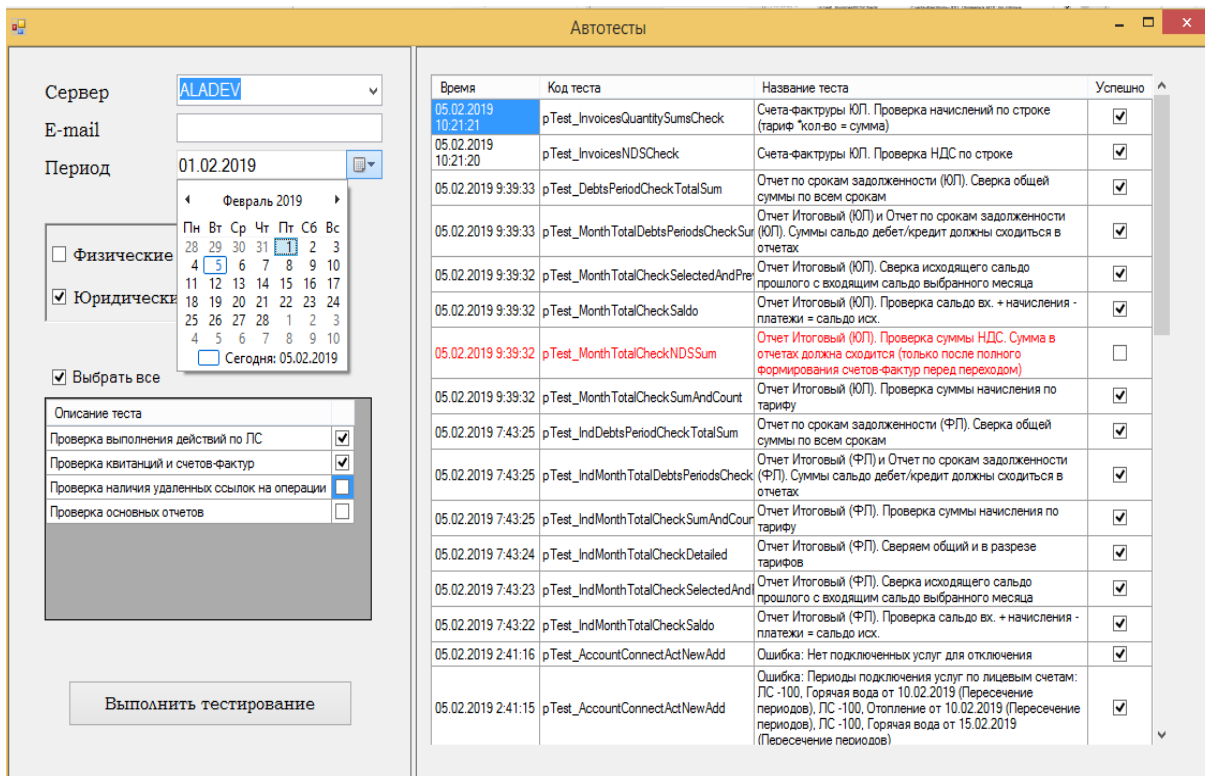 Автотесты
Сервер
ALADEV
E-mail
Период
01.02.2019
Февраль 2019
Пн Вт Ср Чт Пт Сб Вс
28 29 30 31 1 2 3
4 5 6 7 8 9 10
11 12 13 14 15 16 17
18 19 20 21 22 23 24
25 26 27 28 1 2 3
4 5 6 7 8 9 10
Сегодня: 05.02.2019
Физические
Юридически
Выбрать все
Описание теста
Проверка выполнения действий по ЛС
Проверка квитанций и счетов-фактур
Проверка наличия удаленных ссылок на операции
Проверка основных отчетов
Выполнить тестирование
Время Код теста Название теста Успешно
05.02.2019
10:21:21
pTest_InvoicesQuantitySumsCheck
Счета-фактруры ЮЛ. Проверка начислений по строке
(тариф *кол-во = сумма)
05.02.2019
10:21:20
pTest_InvoicesNDSCheck
Счета-фактруры ЮЛ. Проверка НДС по строке
05.02.2019 9:39:33 pTest_DebtsPeriodCheckTotalSum
Отчет по срокам задолженности (ЮЛ). Сверка общей
суммы по всем срокам
05.02.2019 9:39:33 pTest_MonthTotalDebtsPeriodsCheckSur
Отчет Итоговый (ЮЛ) и Отчет по срокам задолженности
(ЮЛ). Суммы сальдо дебет/кредит должны сходиться в
отчетах
05.02.2019 9:39:32 pTest_MonthTotalCheckSelectedAndPre
Отчет Итоговый (ЮЛ). Сверка исходящего сальдо
прошлого с входящим сальдо выбранного месяца
05.02.2019 9:39:32 pTest_MonthTotalCheckSaldo
Отчет Итоговый (ЮЛ). Проверка сальдо вх. + начисления -
платежи = сальдо исх.
05.02.2019 9:39:32 pTest_MonthTotalCheckNDSSum
Отчет Итоговый (ЮЛ). Проверка суммы НДС. Сумма в
отчетах должна сходится (только после полного
формирования счетов-фактур перед переходом)
05.02.2019 9:39:32 pTest_MonthTotalCheckSumAndCount
Отчет Итоговый (ЮЛ). Проверка суммы начисления по
тарифу
05.02.2019 7:43:25 pTest_IndDebtsPeriodCheckTotalSum
Отчет по срокам задолженности (ФЛ). Сверка общей
суммы по всем срокам
05.02.2019 7:43:25 pTest_IndMonthTotalDebtsPeriodsCheck
Отчет Итоговый (ФЛ) и Отчет по срокам задолженности
(ФЛ). Суммы сальдо дебет/кредит должны сходиться в
отчетах
05.02.2019 7:43:25 pTest_IndMonthTotalCheckSumAndCour
Отчет Итоговый (ФЛ). Проверка суммы начисления по
тарифу
05.02.2019 7:43:24 pTest_IndMonthTotalCheckDetailed
Отчет Итоговый (ФЛ). Сверяем общий и в разрезе
тарифов
05.02.2019 7:43:23 pTest_IndMonthTotalCheckSelectedAndl
Отчет Итоговый (ФЛ). Сверка исходящего сальдо
прошлого с входящим сальдо выбранного месяца
05.02.2019 7:43:22 pTest_IndMonthTotalCheckSaldo
Отчет Итоговый (ФЛ). Проверка сальдо вх. + начисления -
платежи = сальдо исх.
05.02.2019 2:41:16 pTest_AccountConnectActNewAdd
Ошибка: Нет подключенных услуг для отключения
05.02.2019 2:41:15 pTest_AccountConnectActNewAdd
Ошибка: Периоды подключения услуг по лицевым счетам:
ЛС -100, Горячая вода от 10.02.2019 (Пересечение
периодов), ЛС -100, Отопление от 10.02.2019 (Пересечение
периодов), ЛС -100, Горячая вода от 15.02.2019
(Пересечение периодов)